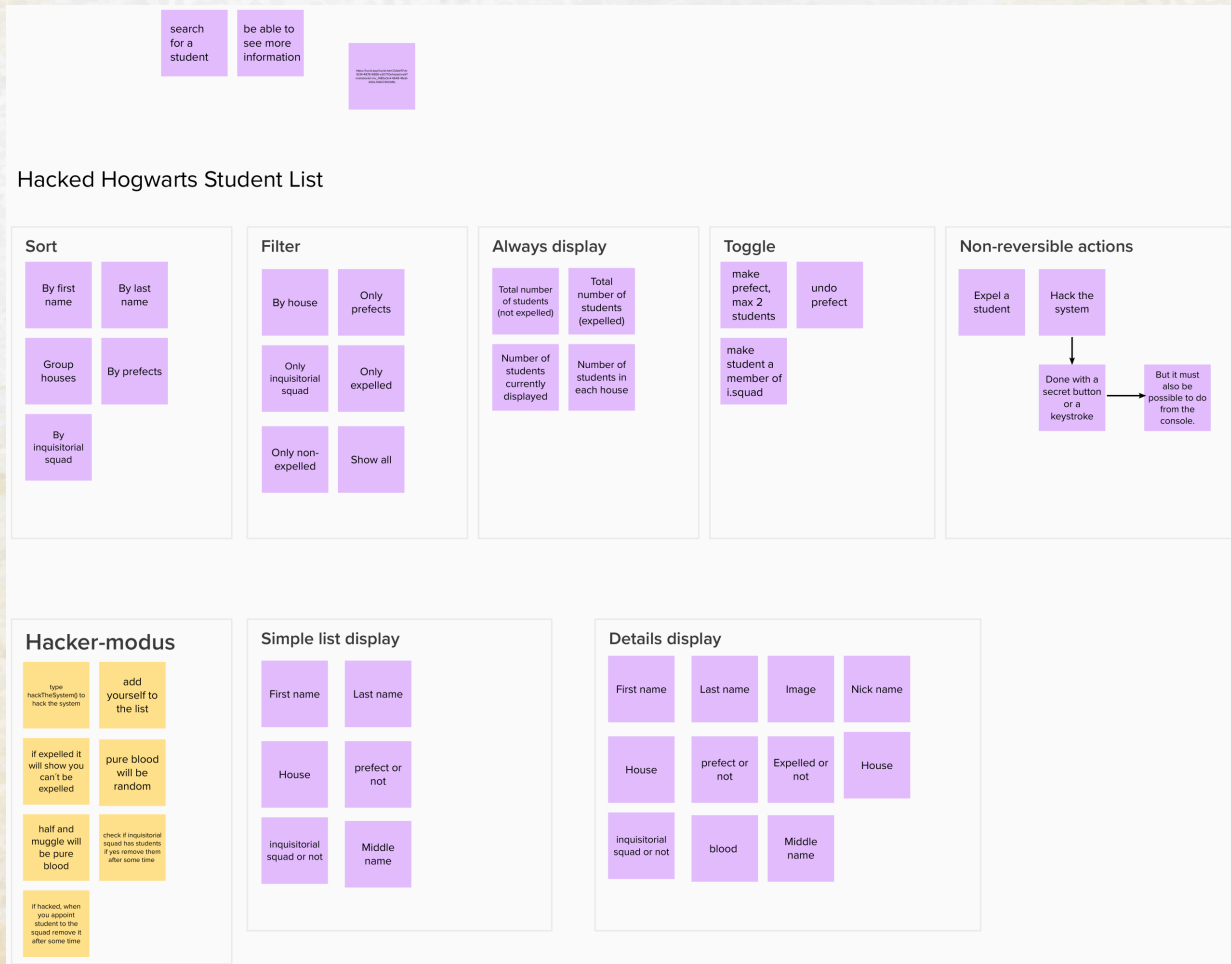 search
for a
student
be able to
see more
information
Hacked Hogwarts Student List
Sort
By first
name
By last
name
Group
houses
By prefects
By
inquisitorial
squad
Filter
By house
Only
prefects
Only
inquisitorial
squad
Only
expelled
Only non-
expelled
Show all
Always display
Total number
of students
(not expelled)
Total
number of
students
(expelled)
Number of
students
currently
displayed
Number of
students in
each house
Toggle
make
prefect,
max 2
students
undo
prefect
make
student a
member of
i.squad
Non-reversible actions
Expel a
student
Hack the
system
Done with a
secret button
or a
keystroke
But it must
also be
possible to do
from the
console.
Hacker-modus
type
hackTheSystem() to
hack the system
add
yourself to
the list
if expelled it
will show you
can´t be
expelled
pure blood
will be
random
half and
muggle will
be pure
blood
check if inquisitorial
squad has students
if yes remove them
after some time
if hacked, when
you appoint
student to the
squad remove it
after some time
Simple list display
First name
Last name
House
prefect or
not
inquisitorial
squad or not
Middle
name
Details display
First name
Last name
Image
Nick name
House
prefect or
not
Expelled or
not
House
inquisitorial
squad or not
blood
Middle
name